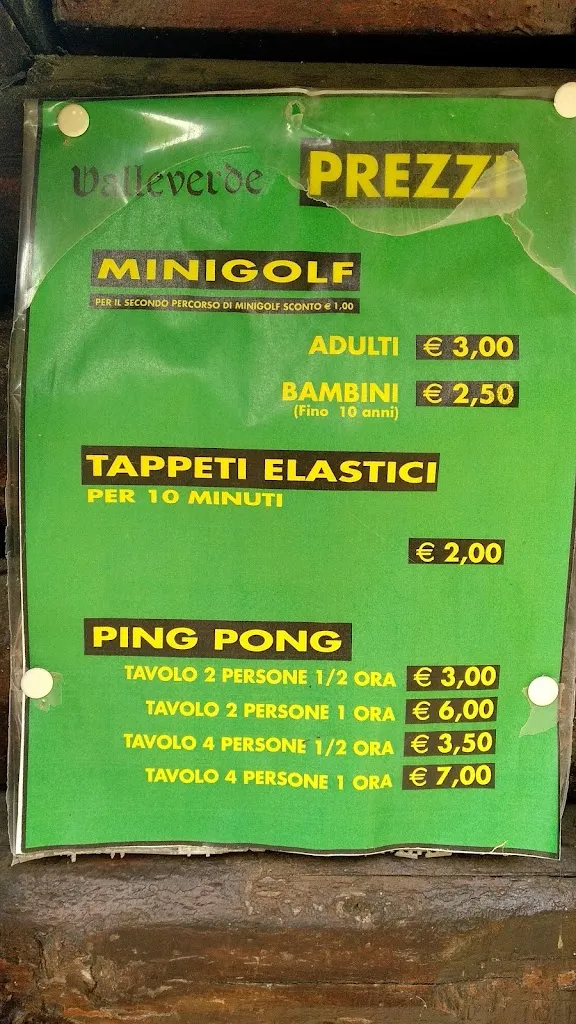 Valleverde PREZZI
MINIGOLF
PER IL SECONDO PERCORSO DI MINIGOLF SCONTO € 1,00
ADULTI € 3,00
BAMBINI € 2,50
(Fino 10 anni)
TAPPETI ELASTICI
PER 10 MINUTI
€ 2,00
PING PONG
TAVOLO 2 PERSONE 1/2 ORA € 3,00
TAVOLO 2 PERSONE 1 ORA € 6,00
TAVOLO 4 PERSONE 1/2 ORA € 3,50
TAVOLO 4 PERSONE 1 ORA € 7,00